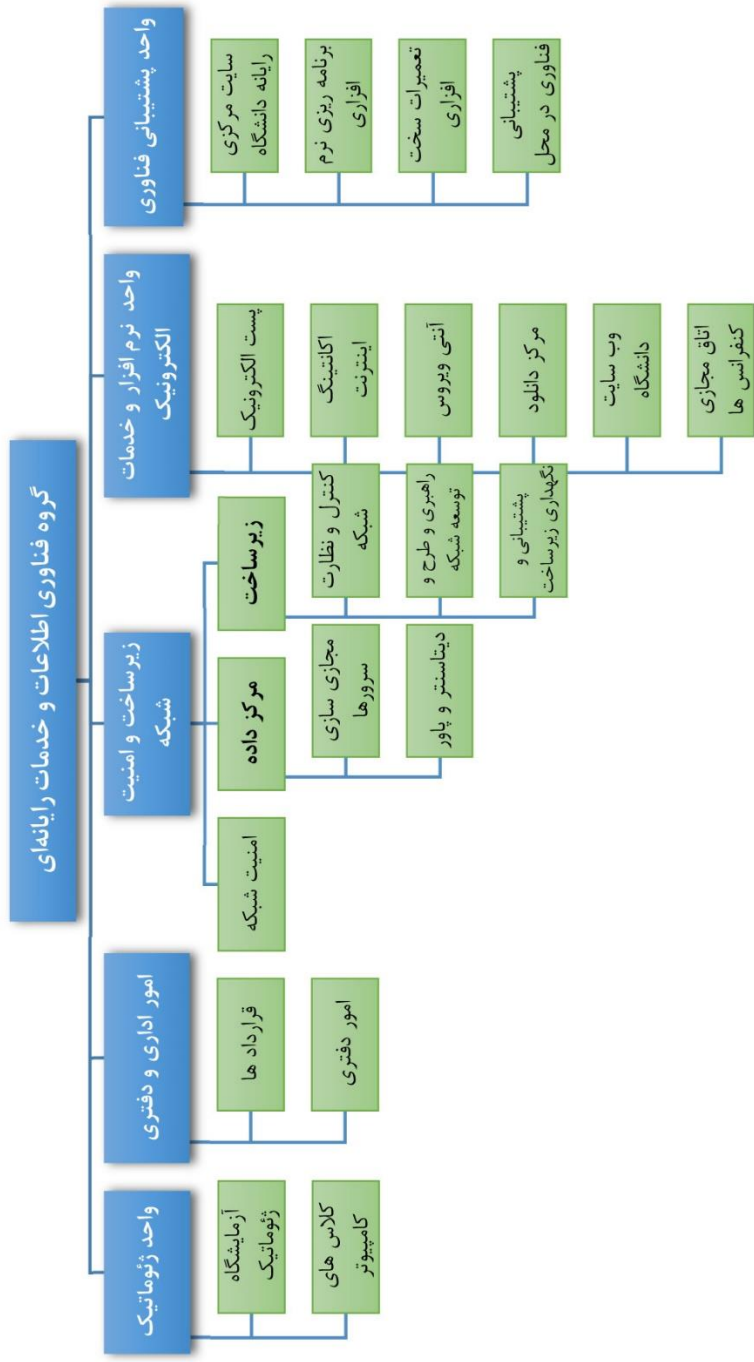 گروه فناوری اطلاعات و خدمات رایانه‌ای
واحد پشتیبانی فناوری
سایت مرکزی
رایانه دانشگاه
برنامه ریزی نرم
افزاری
تعمیرات سخت
افزاری
پشتیبانی
فناوری در محل
واحد نرم افزار و خدمات
الکترونیک
پست الکترونیک
اکانتینگ
اینترنت
آنتی ویروس
مرکز دانلود
وب سایت
دانشگاه
اتاق مجازی
کنفرانس ها
زیرساخت و امنیت
شبکه
زیرساخت
کنترل و نظارت
شبکه
راهبری و طرح و
توسعه شبکه
پشتیبانی و
نگهداری زیرساخت
مرکز داده
مجازی سازی
سرورها
دیتاسنتر و پاور
امنیت شبکه
امور اداری و دفتری
قرارداد ها
امور دفتری
واحد ژئوماتیک
آزمایشگاه
ژئوماتیک
کلاس های
کامپیوتر